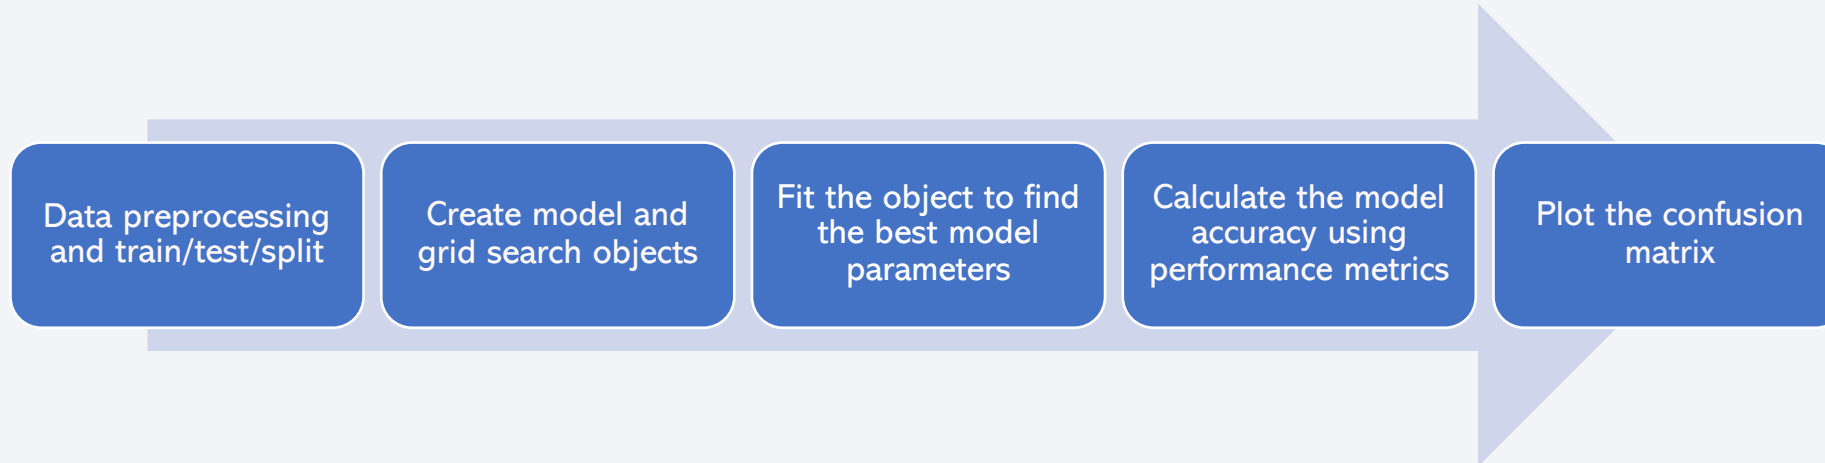 Data preprocessing
and train/test/split
Create model and
grid search objects
Fit the object to find
the best model
parameters
Calculate the model
accuracy using
performance metrics
Plot the confusion
matrix